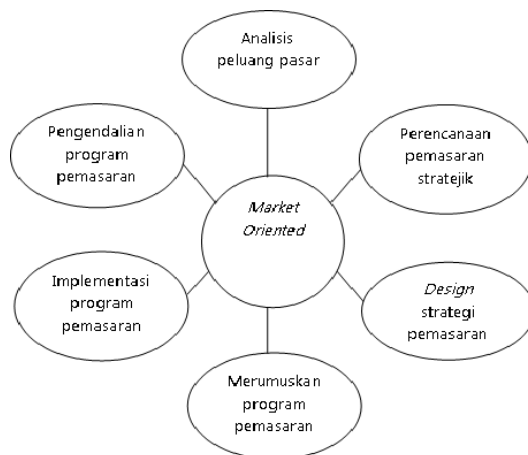 Analisis
peluang pasar
Pengendalian
program
pemasaran
Perencanaan
pemasaran
stratejik
Market
Oriented
Implementasi
program
pemasaran
Design
strategi
pemasaran
Merumuskan
program
pemasaran